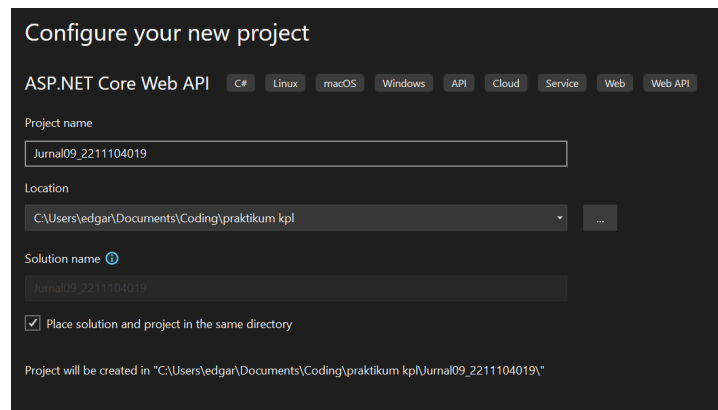 Configure your new project
ASP.NET Core Web API C# Linux macOS Windows API Cloud Service Web Web API
Project name
Jurnal09_2211104019
Location
C:\Users\edgar\Documents\Coding\praktikum kpl
...
Solution name
Jurnal09_2211104019
Place solution and project in the same directory
Project will be created in "C:\Users\edgar\Documents\Coding\praktikum kpl\Jurnal09_2211104019\"